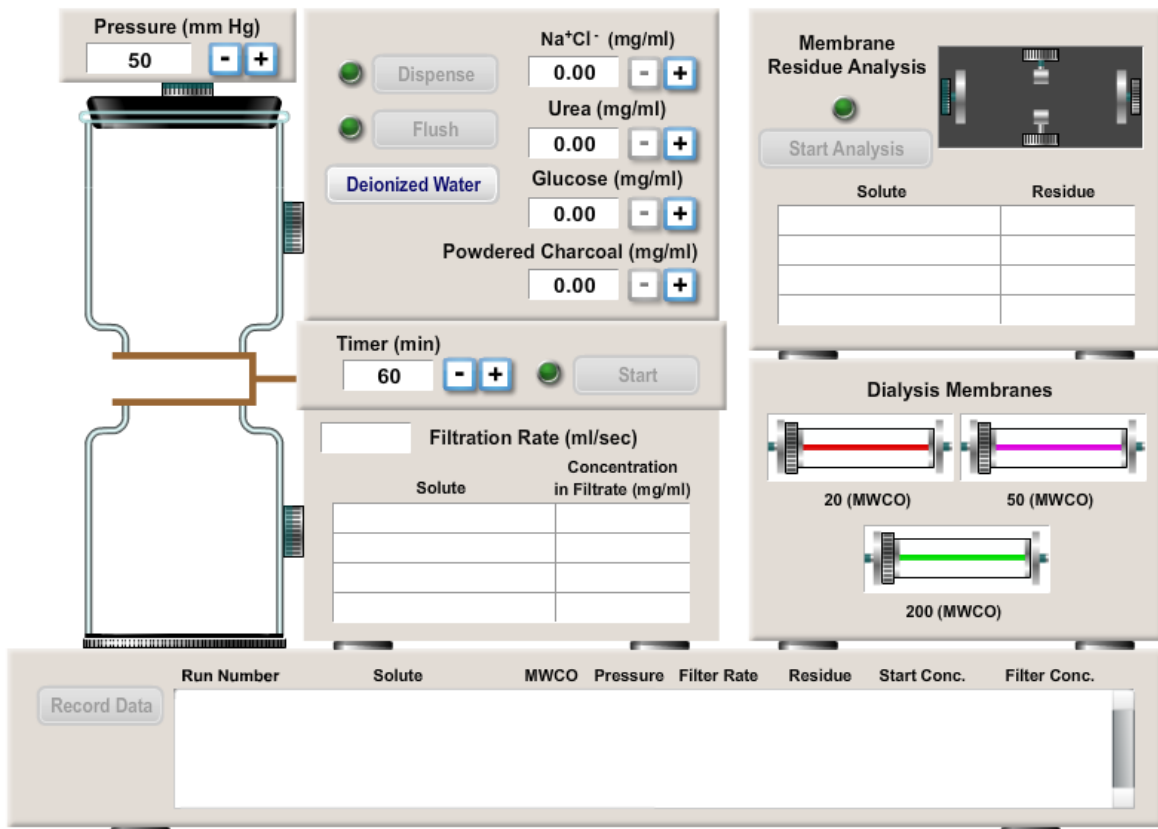 Pressure (mm Hg)
50
- +
Dispense
Flush
Deionized Water
Na+Cl- (mg/ml)
0.00 - +
Urea (mg/ml)
0.00 - +
Glucose (mg/ml)
0.00 - +
Powdered Charcoal (mg/ml)
0.00 - +
Timer (min)
60 - +
Start
Filtration Rate (ml/sec)
Solute
Concentration
in Filtrate (mg/ml)
Membrane
Residue Analysis
Start Analysis
Solute Residue
Dialysis Membranes
20 (MWCO) 50 (MWCO)
200 (MWCO)
Record Data
Run Number Solute MWCO Pressure Filter Rate Residue Start Conc. Filter Conc.